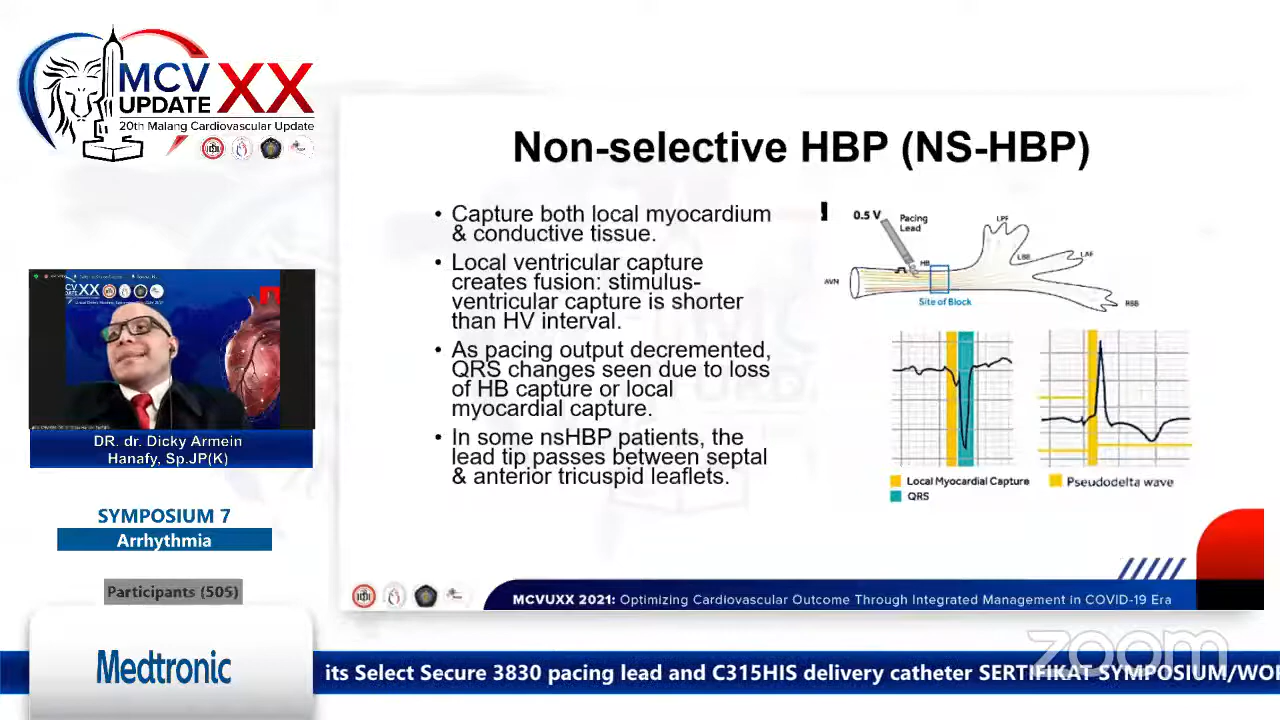 MCV
UPDATE
XX
20th Malang Cardiovascular Update
DR. dr. Dicky Armein
Hanafy, Sp.JP(K)
SYMPOSIUM 7
Arrhythmia
Participants (505)
Medtronic
Non-selective HBP (NS-HBP)
• Capture both local myocardium
& conductive tissue.
• Local ventricular capture
creates fusion: stimulus-
ventricular capture is shorter
than HV interval.
• As pacing output decremented,
QRS changes seen due to loss
of HB capture or local
myocardial capture.
• In some nsHBP patients, the
lead tip passes between septal
& anterior tricuspid leaflets.
0.5 V
Pacing
Lead
LPF
HB
LBB
LAF
AVN
RBB
Site of Block
Local Myocardial Capture
QRS
Pseudodelta wave
MCVUXX 2021: Optimizing Cardiovascular Outcome Through Integrated Management in COVID-19 Era
zoom
its Select Secure 3830 pacing lead and C315HIS delivery catheter SERTIFIKAT SYMPOSIUM/WO